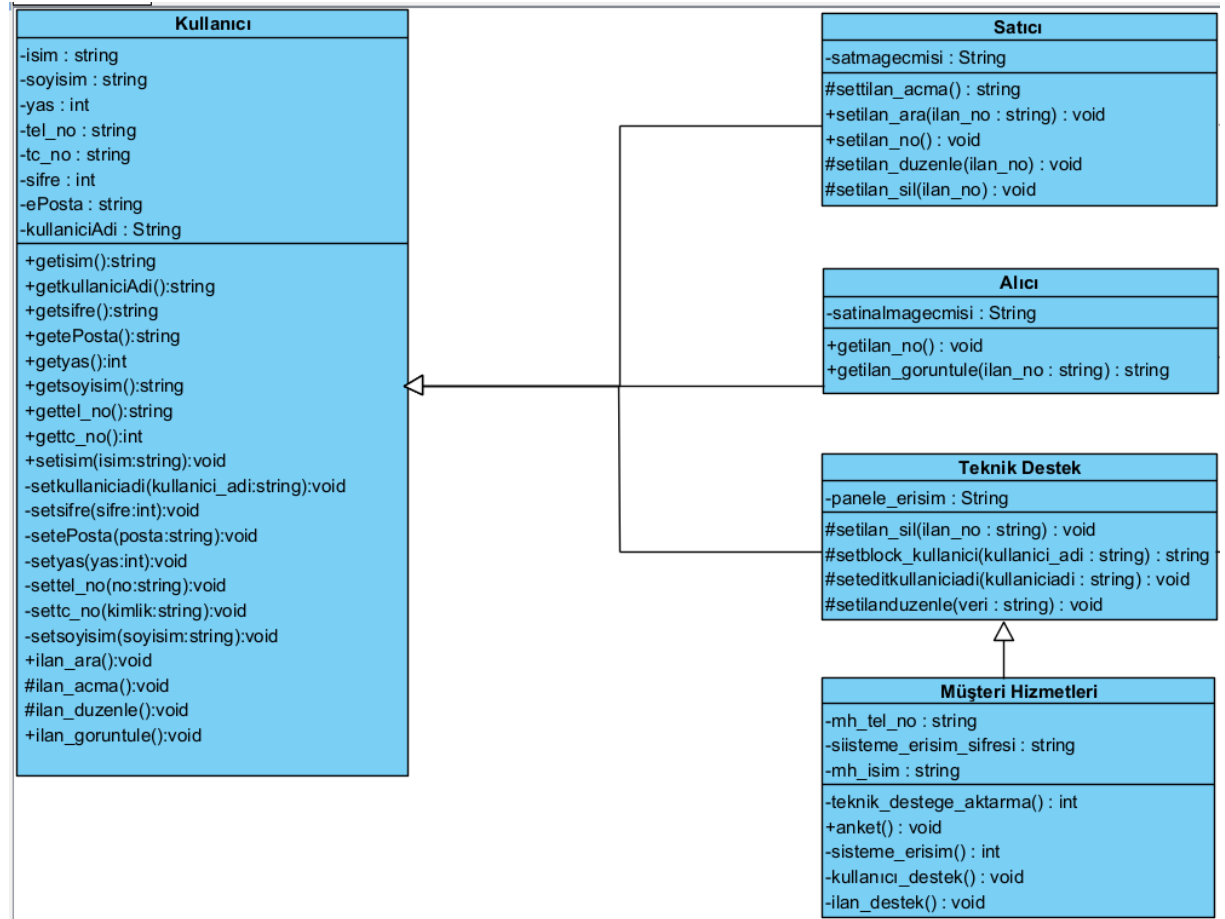 Kullanıcı
-isim : string
-soyisim : string
-yas : int
-tel_no : string
-tc_no : string
-sifre : int
-ePosta : string
-kullaniciAdi : String
+getisim():string
+getkullaniciAdi():string
+getsifre():string
+getePosta():string
+getyas():int
+getsoyisim():string
+gettel_no():string
+gettc_no():int
+setisim(isim:string):void
-setkullaniciadi(kullanici_adi:string):void
-setsifre(sifre:int):void
-setePosta(posta:string):void
-setyas(yas:int):void
-settel_no(no:string):void
-settc_no(kimlik:string):void
-setsoyisim(soyisim:string):void
+ilan_ara():void
#ilan_acma():void
#ilan_duzenle():void
+ilan_goruntule():void
Satıcı
-satmagecmisi : String
#settilan_acma() : string
+setilan_ara(ilan_no : string) : void
+setilan_no() : void
#setilan_duzenle(ilan_no) : void
#setilan_sil(ilan_no) : void
Alıcı
-satinalmagecmisi : String
+getilan_no() : void
+getilan_goruntule(ilan_no : string) : string
Teknik Destek
-panele_erisim : String
#setilan_sil(ilan_no : string) : void
#setblock_kullanici(kullanici_adi : string) : string
#seteditkullaniciadi(kullaniciadi : string) : void
#setilanduzenle(veri : string) : void
Müşteri Hizmetleri
-mh_tel_no : string
-siisteme_erisim_sifresi : string
-mh_isim : string
-teknik_destege_aktarma() : int
+anket() : void
-sisteme_erisim() : int
-kullanıcı_destek() : void
-ilan_destek() : void